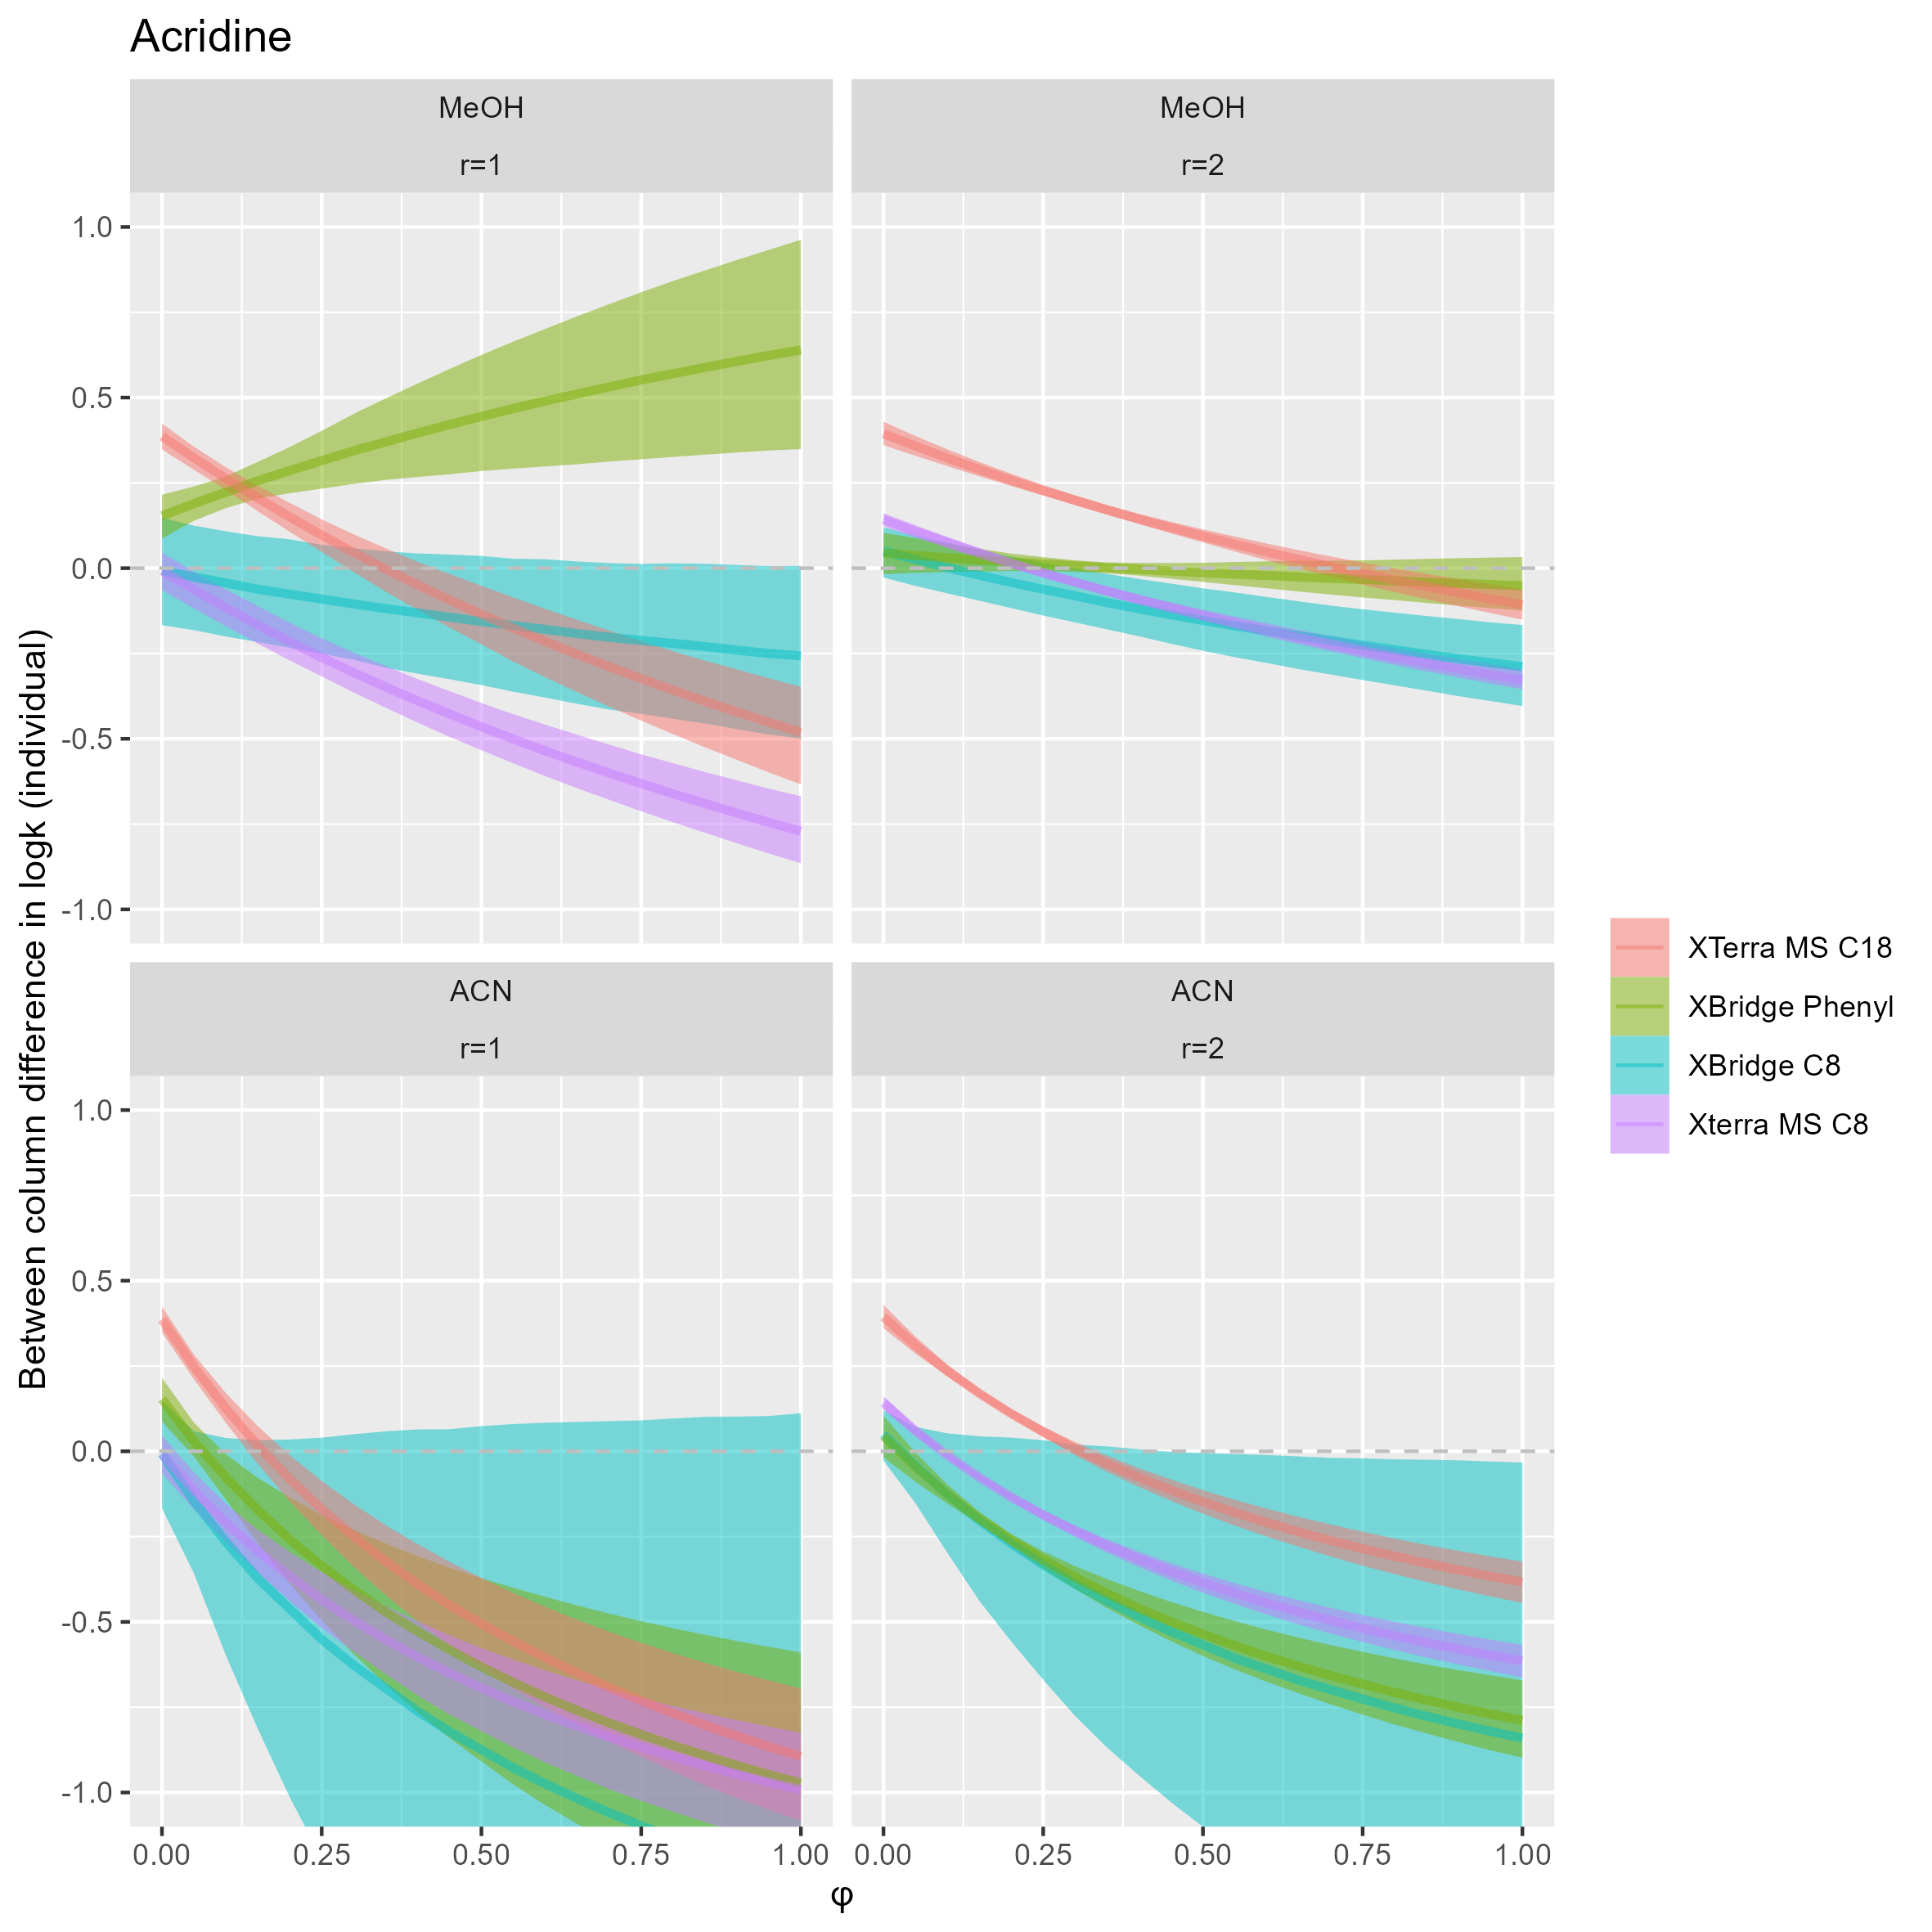 Acridine
MeOH
r=1
MeOH
r=2
1.0
0.5
0.0
-0.5
-1.0
ACN
r=1
ACN
r=2
1.0
0.5
0.0
-0.5
-1.0
0.00 0.25 0.50 0.75 1.00
0.00 0.25 0.50 0.75 1.00
φ
Between column difference in logk (individual)
XTerra MS C18
XBridge Phenyl
XBridge C8
Xterra MS C8